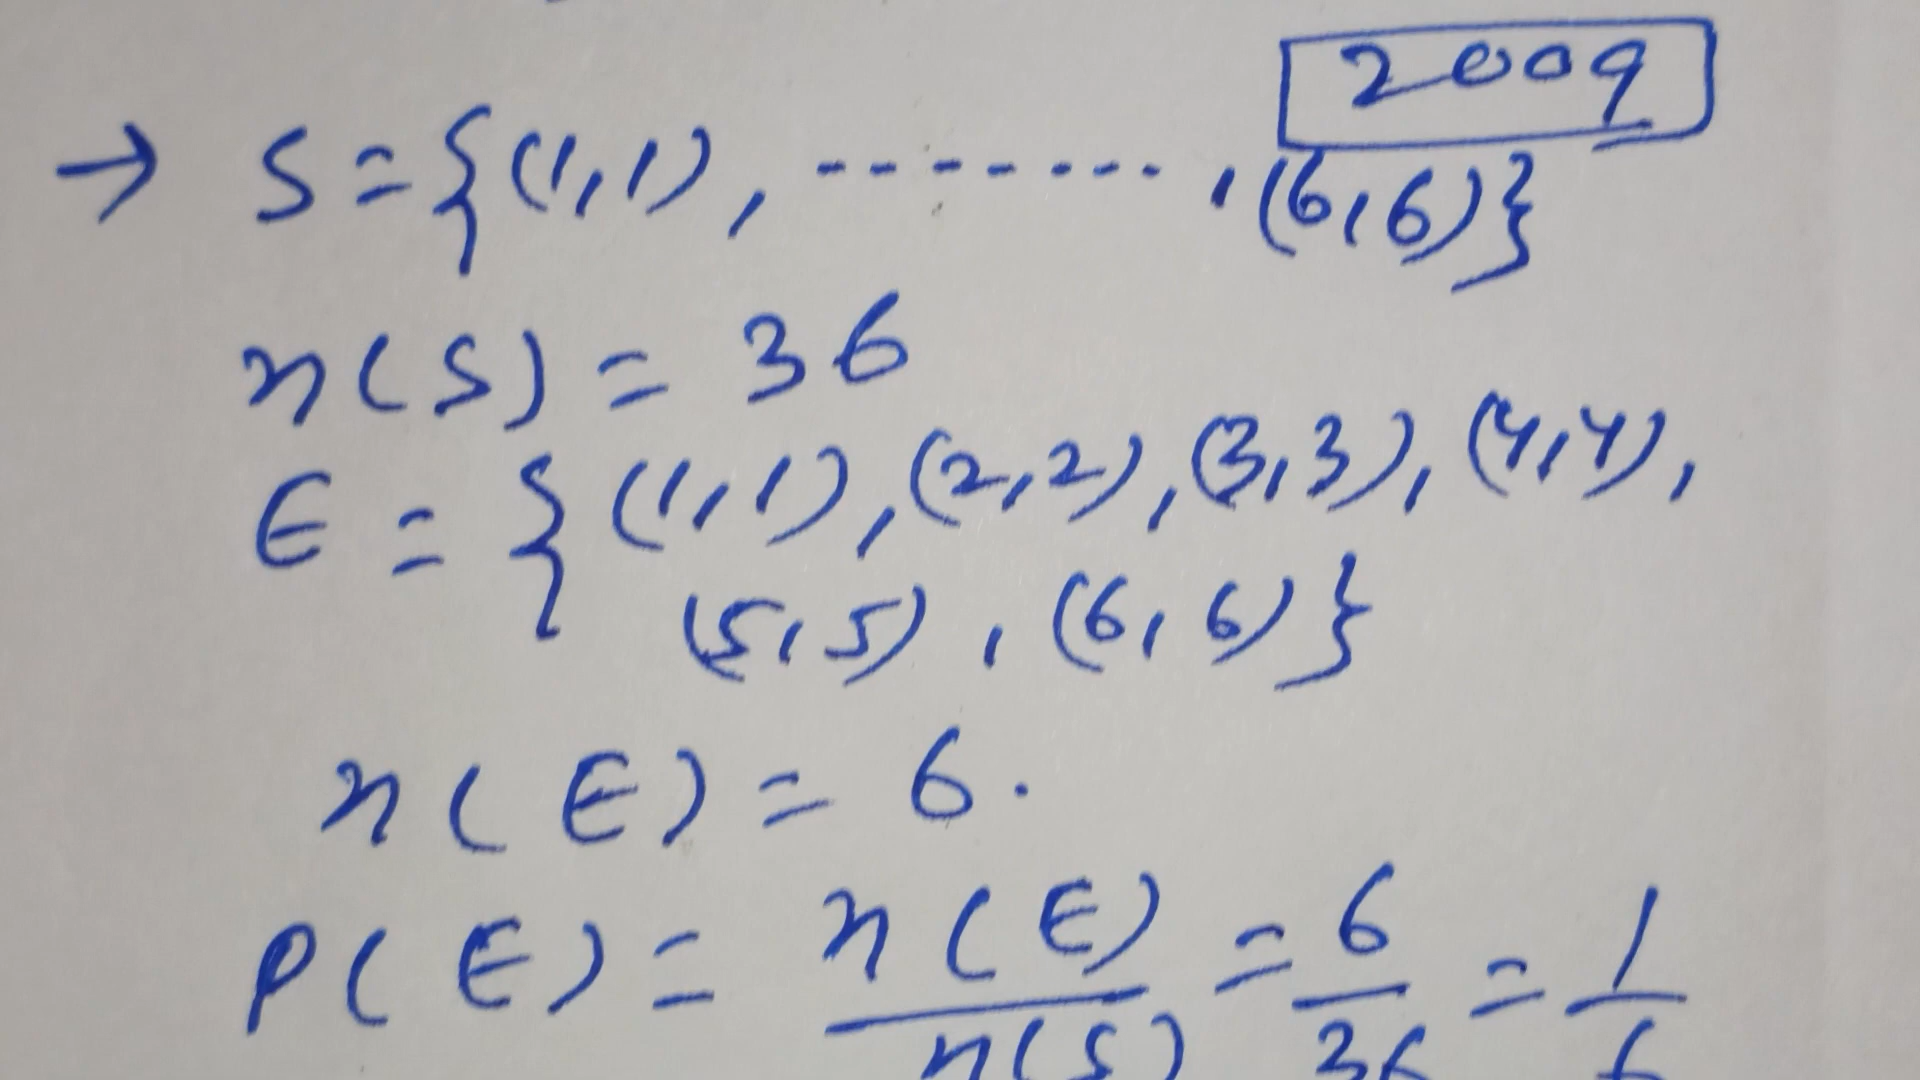 2009
→ S = {(1,1), -------- ,(6,6)}
n(S) = 36
E = {(1,1), (2,2), (3,3), (4,4),
(5,5), (6,6)}
n(E) = 6.
P(E) = n(E)/n(S) = 6/36 = 1/6